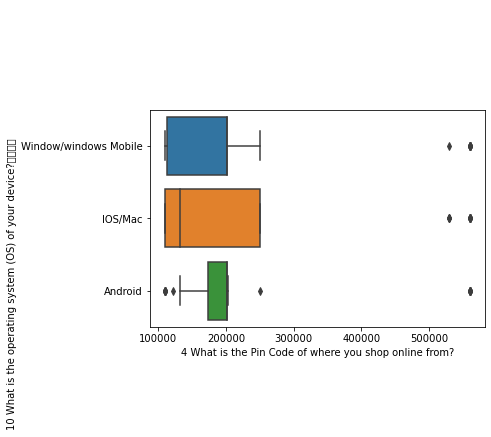 10 What is the operating system (OS) of your device?
Window/windows Mobile
IOS/Mac
Android
100000 200000 300000 400000 500000
4 What is the Pin Code of where you shop online from?